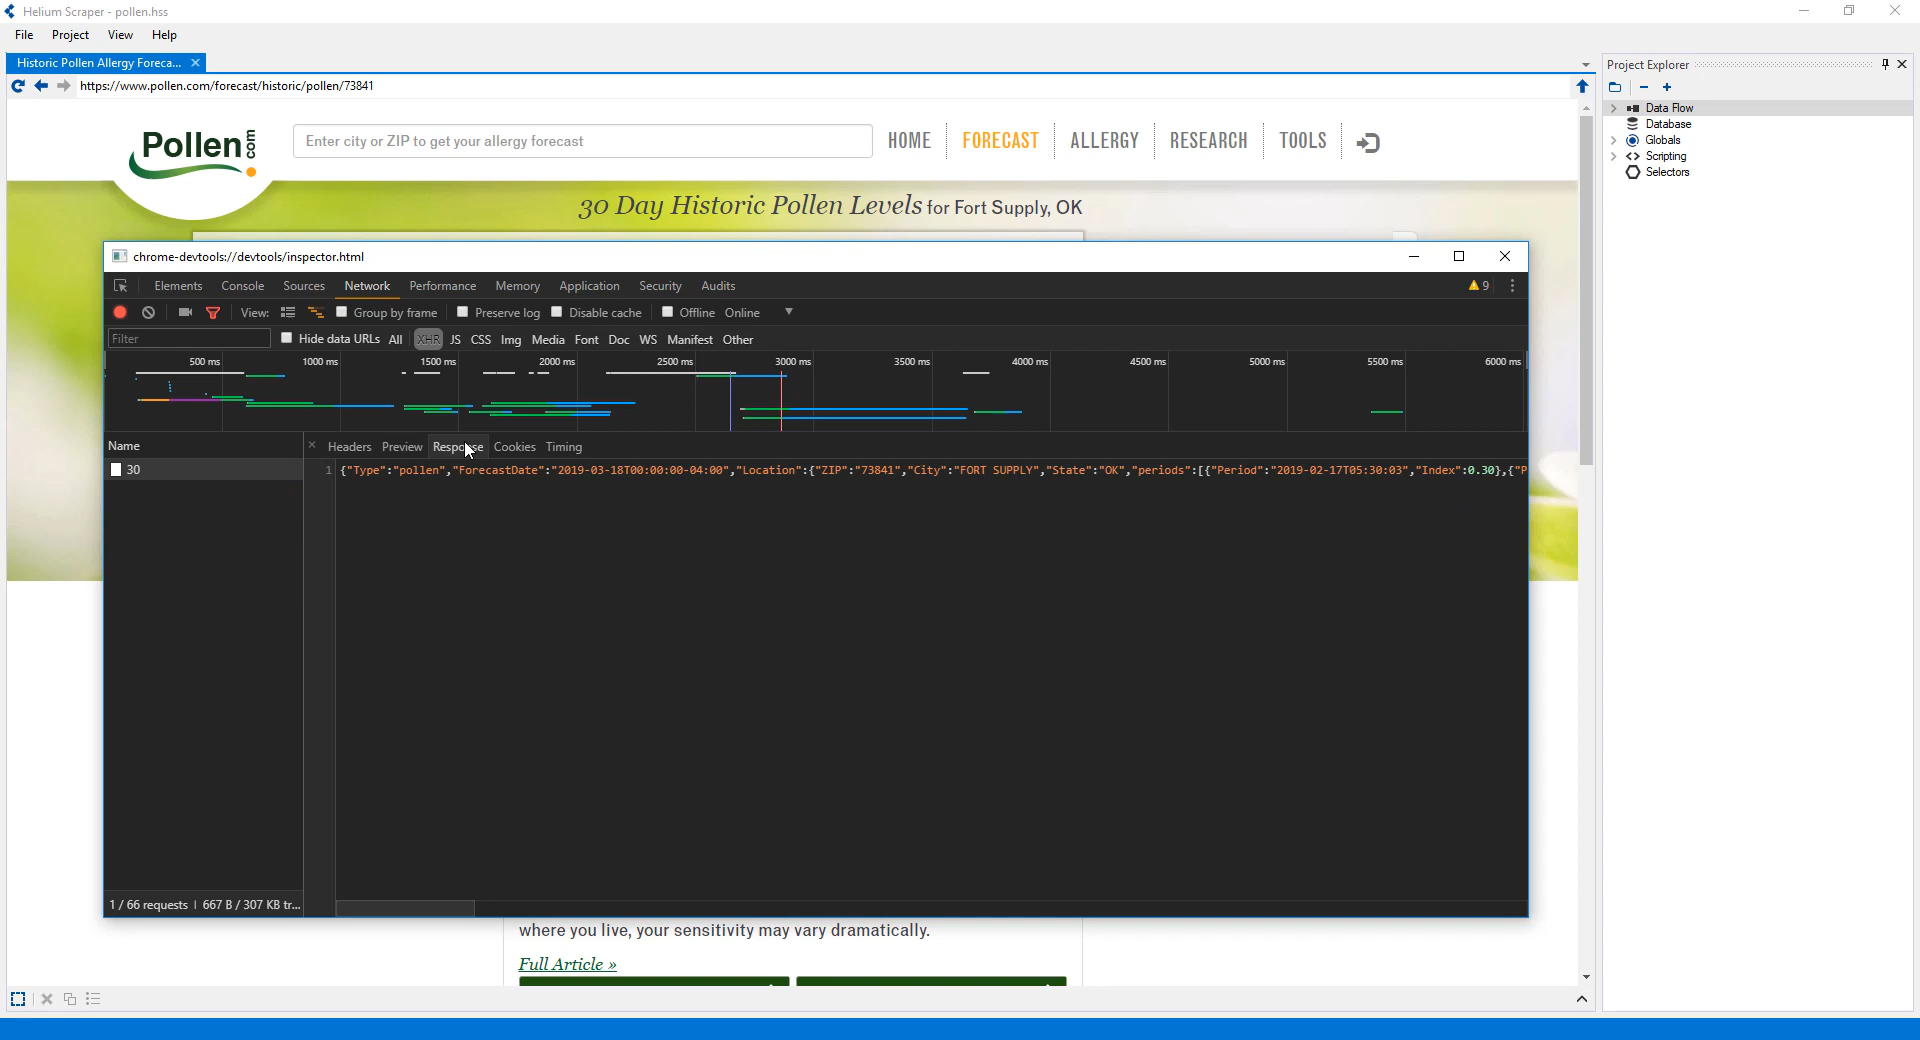 Helium Scraper - pollen.hss
File Project View Help
Historic Pollen Allergy Foreca...
https://www.pollen.com/forecast/historic/pollen/73841
Project Explorer
Data Flow
Database
Globals
Scripting
Selectors
Pollen.com
Enter city or ZIP to get your allergy forecast
HOME FORECAST ALLERGY RESEARCH TOOLS
30 Day Historic Pollen Levels for Fort Supply, OK
chrome-devtools://devtools/inspector.html
Elements Console Sources Network Performance Memory Application Security Audits 9
View: Group by frame Preserve log Disable cache Offline Online
Filter Hide data URLs All XHR JS CSS Img Media Font Doc WS Manifest Other
500 ms 1000 ms 1500 ms 2000 ms 2500 ms 3000 ms 3500 ms 4000 ms 4500 ms 5000 ms 5500 ms 6000 ms
Name Headers Preview Response Cookies Timing
30 1 {"Type":"pollen","ForecastDate":"2019-03-18T00:00:00-04:00","Location":{"ZIP":"73841","City":"FORT SUPPLY","State":"OK","periods":[{"Period":"2019-02-17T05:30:03","Index":0.30},{"P
1 / 66 requests | 667 B / 307 KB tr...
where you live, your sensitivity may vary dramatically.
Full Article »